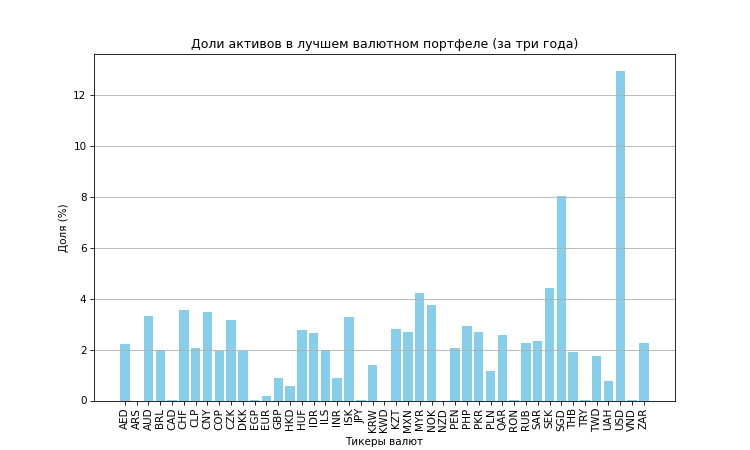 Доли активов в лучшем валютном портфеле (за три года)
Доля (%)
12
10
8
6
4
2
0
AED
ARS
AUD
BRL
CAD
CHF
CLP
CNY
COP
CZK
DKK
EGP
EUR
GBP
HKD
HUF
IDR
ILS
INR
ISK
JPY
KRW
KWD
KZT
MXN
MYR
NOK
NZD
PEN
PHP
PKR
PLN
QAR
RON
RUB
SAR
SEK
SGD
THB
TRY
TWD
UAH
USD
VND
ZAR
Тикеры валют